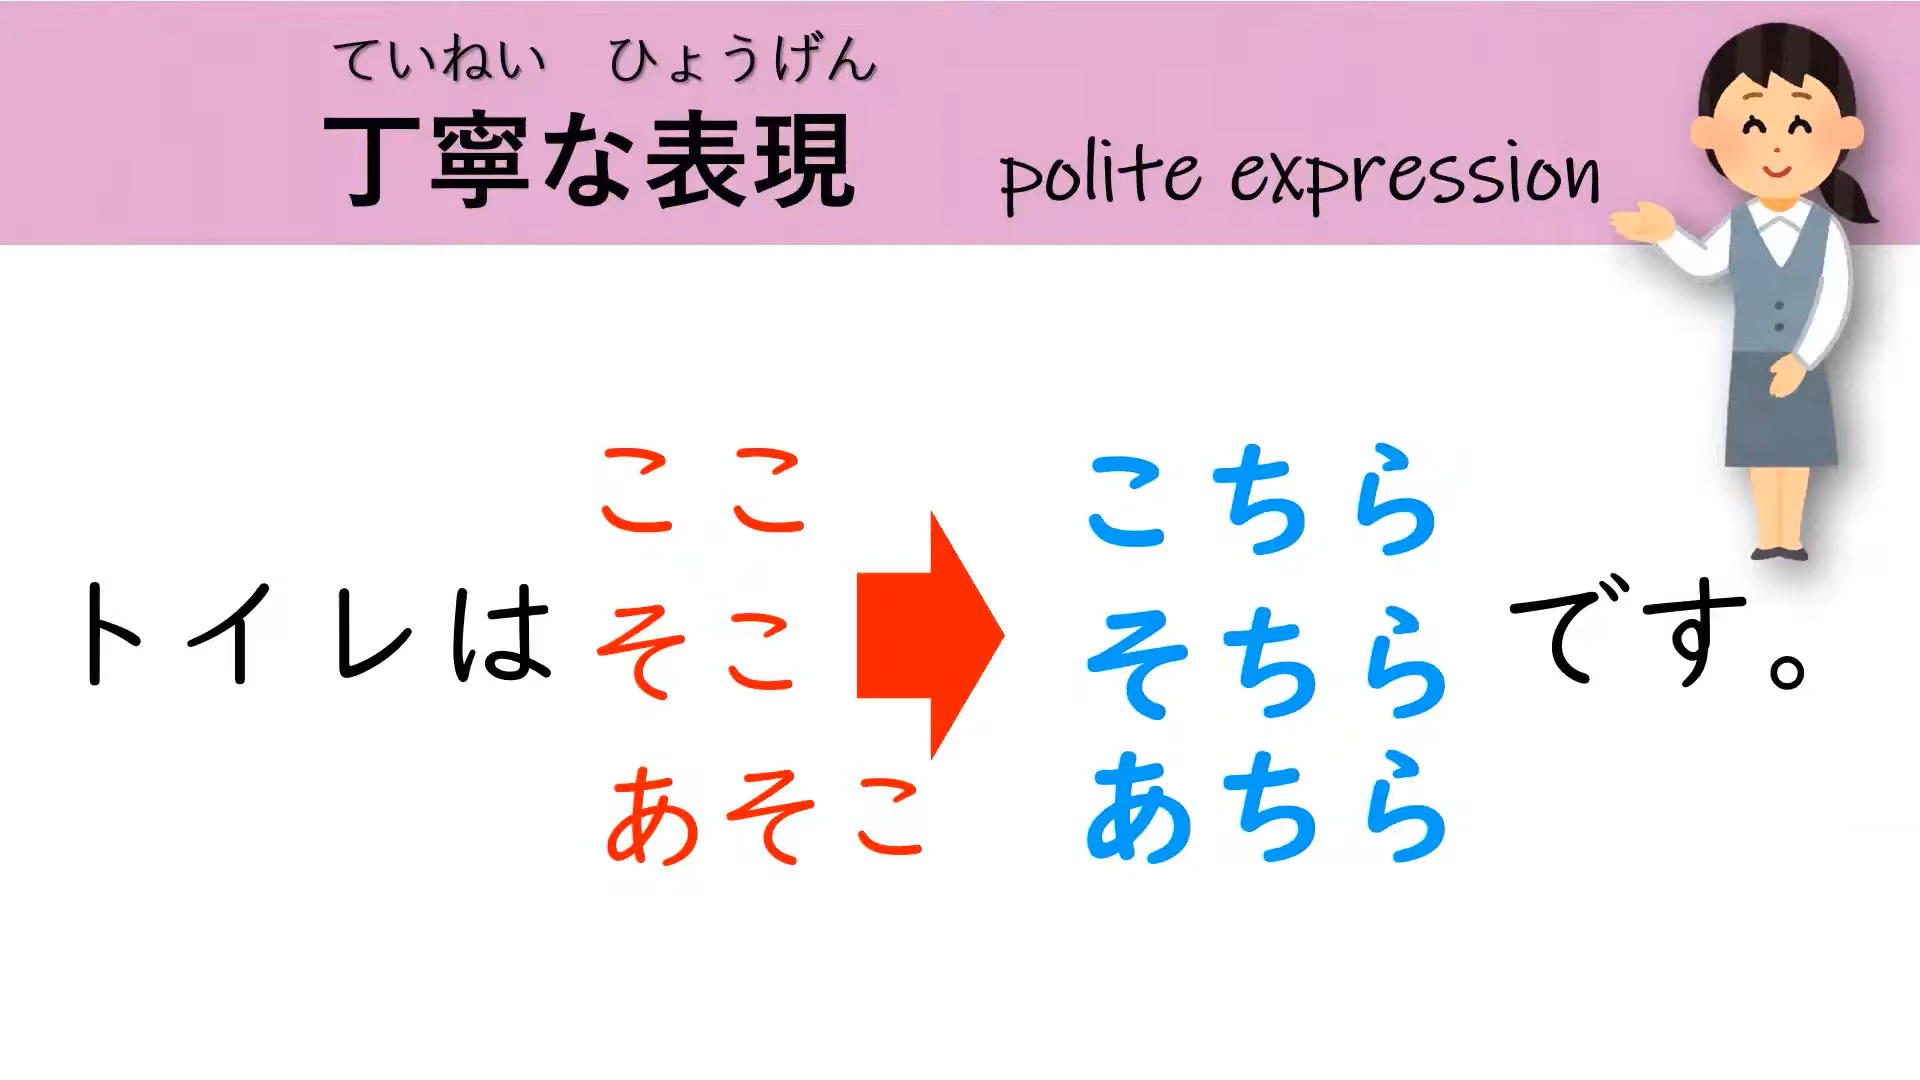 ていねい　ひょうげん
丁寧な表現　polite expression
ここ　こちら
トイレは　そこ　そちら　です。
あそこ　あちら